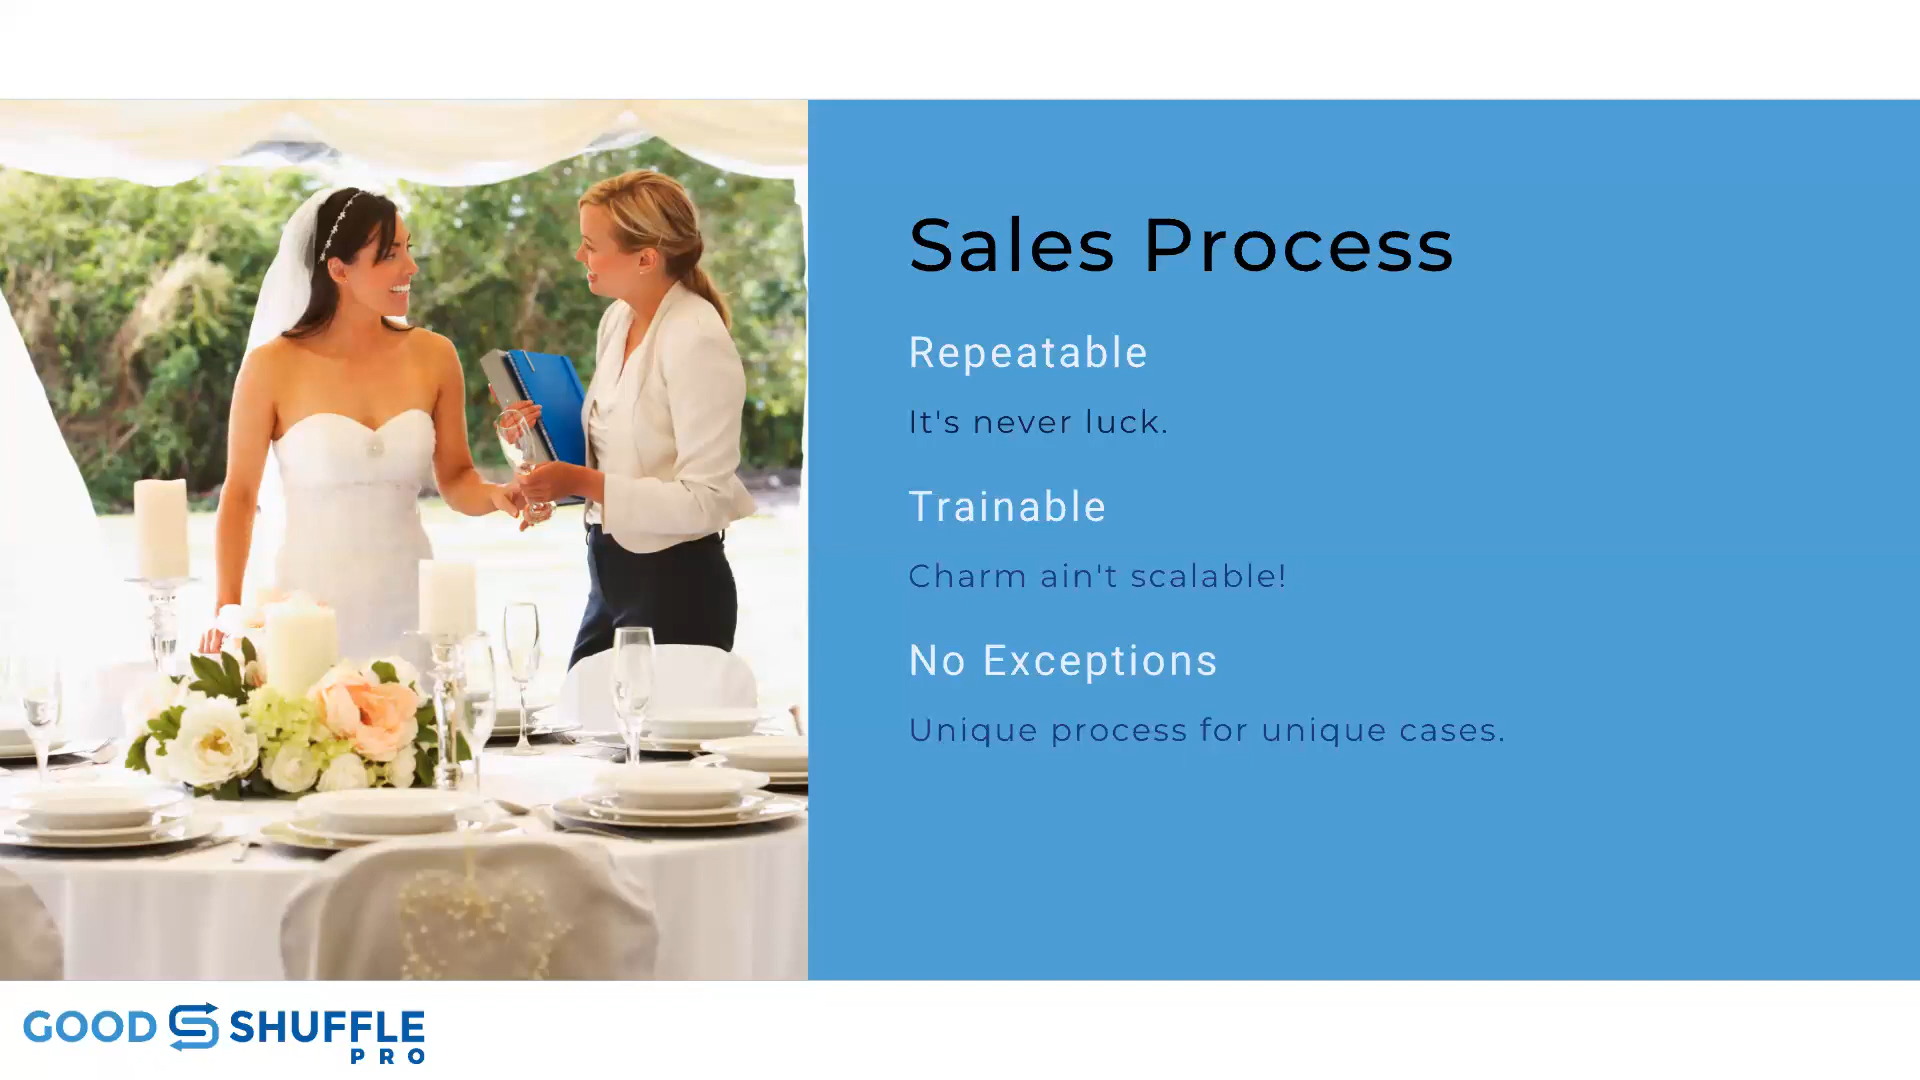 Sales Process
Repeatable
It's never luck.
Trainable
Charm ain't scalable!
No Exceptions
Unique process for unique cases.
GOOD SHUFFLE
PRO